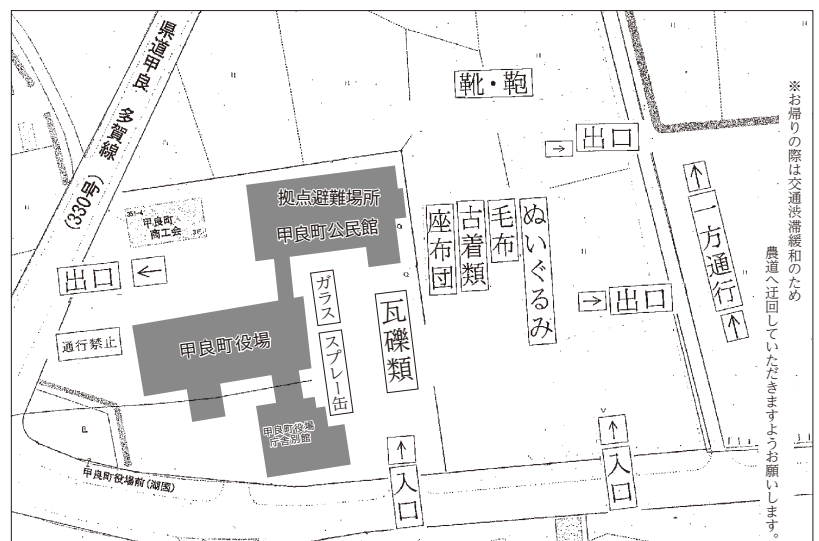 ※お帰りの際は交通渋滞緩和のため
農道へ迂回していただきますようお願いします。
県道甲良 多賀線
(330号)
靴・鞄
→ 出口
↑ 一方通行 ↑
拠点避難場所
甲良町公民館
甲良町
商工会
座布団
古着類
毛布
ぬいぐるみ
出口 ←
→ 出口
ガラス
スプレー缶
瓦礫類
通行禁止
甲良町役場
甲良町役場
庁舎別館
↑ 入口
↑ 入口
甲良町役場前(湖国)